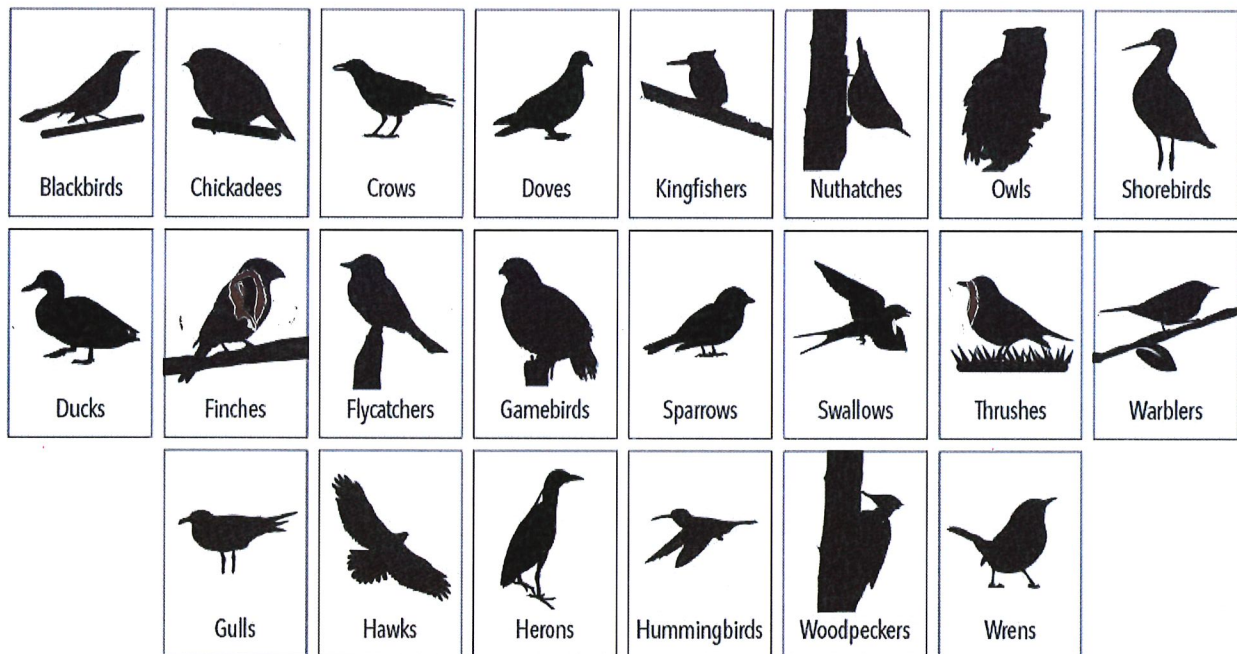 Blackbirds
Chickadees
Crows
Doves
Kingfishers
Nuthatches
Owls
Shorebirds
Ducks
Finches
Flycatchers
Gamebirds
Sparrows
Swallows
Thrushes
Warblers
Gulls
Hawks
Herons
Hummingbirds
Woodpeckers
Wrens